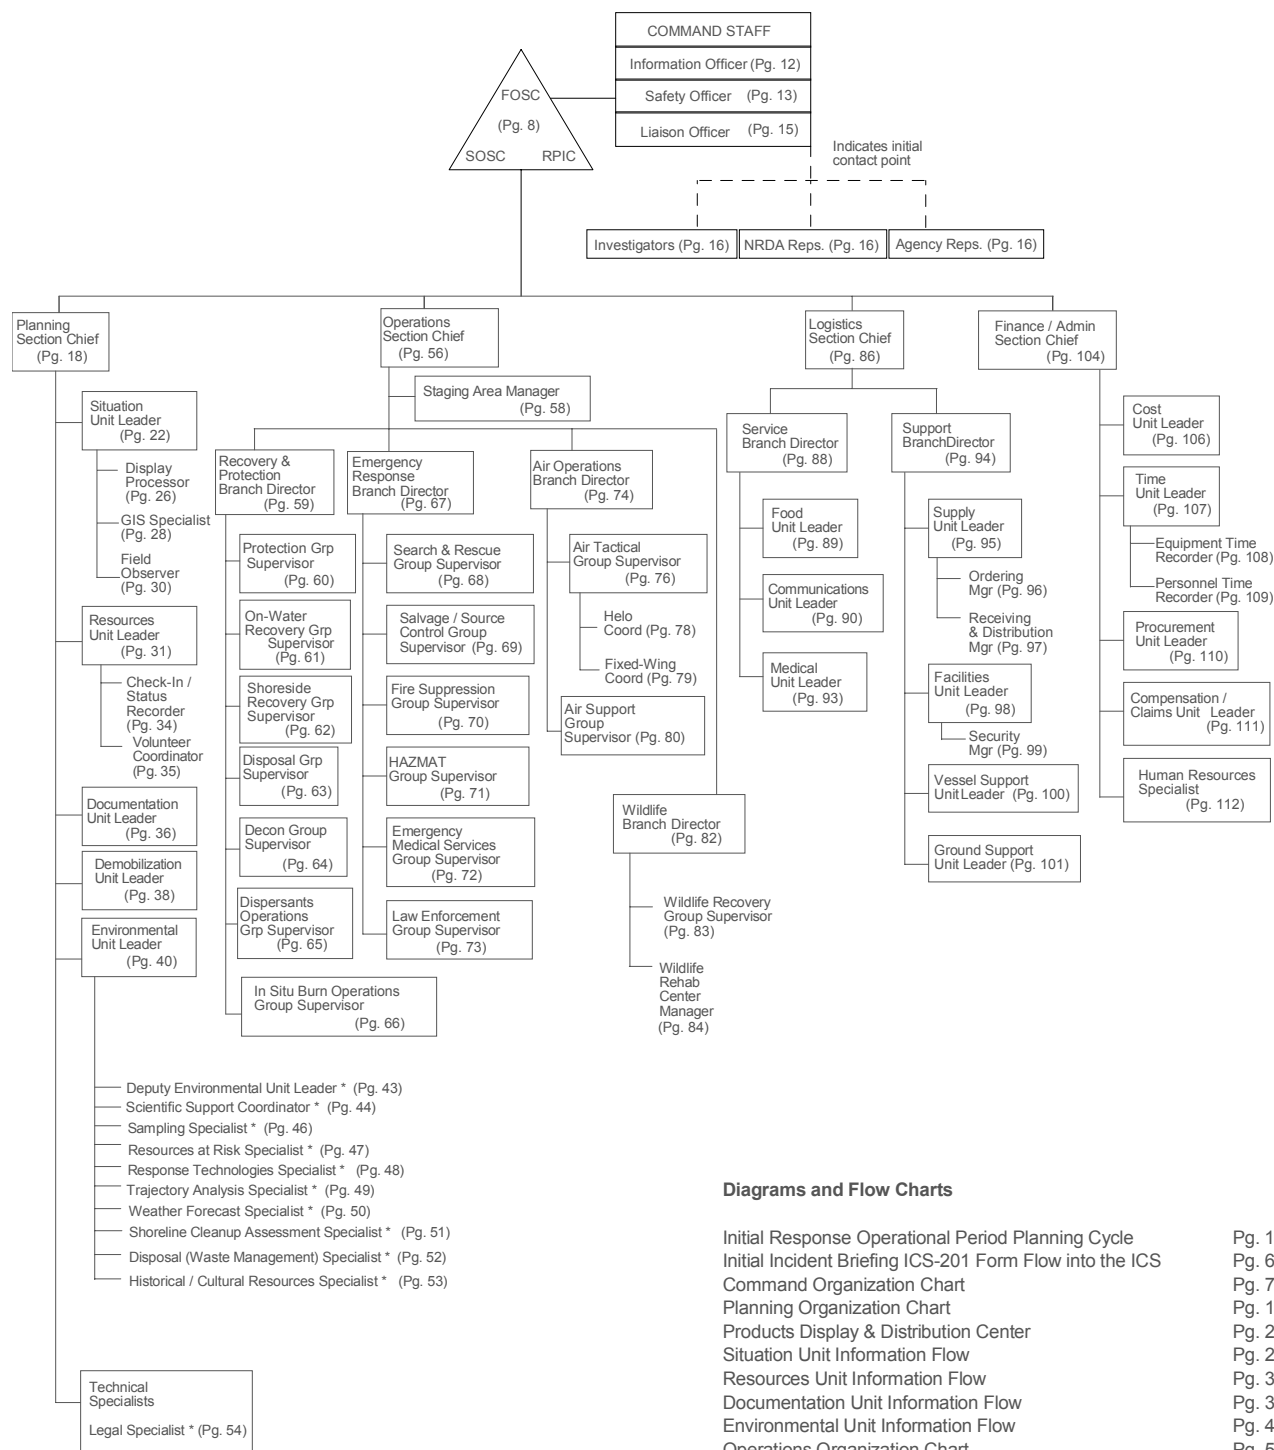 COMMAND STAFF
Information Officer (Pg. 12)
Safety Officer (Pg. 13)
Liaison Officer (Pg. 15)
FOSC
(Pg. 8)
SOSC RPIC
Indicates initial
contact point
Investigators (Pg. 16)
NRDA Reps. (Pg. 16)
Agency Reps. (Pg. 16)
Planning
Section Chief
(Pg. 18)
Situation
Unit Leader
(Pg. 22)
Display
Processor
(Pg. 26)
GIS Specialist
(Pg. 28)
Field
Observer
(Pg. 30)
Resources
Unit Leader
(Pg. 31)
Check-In /
Status
Recorder
(Pg. 34)
Volunteer
Coordinator
(Pg. 35)
Documentation
Unit Leader
(Pg. 36)
Demobilization
Unit Leader
(Pg. 38)
Environmental
Unit Leader
(Pg. 40)
Deputy Environmental Unit Leader * (Pg. 43)
Scientific Support Coordinator * (Pg. 44)
Sampling Specialist * (Pg. 46)
Resources at Risk Specialist * (Pg. 47)
Response Technologies Specialist * (Pg. 48)
Trajectory Analysis Specialist * (Pg. 49)
Weather Forecast Specialist * (Pg. 50)
Shoreline Cleanup Assessment Specialist * (Pg. 51)
Disposal (Waste Management) Specialist * (Pg. 52)
Historical / Cultural Resources Specialist * (Pg. 53)
Technical
Specialists
Legal Specialist * (Pg. 54)
Operations
Section Chief
(Pg. 56)
Staging Area Manager
(Pg. 58)
Recovery &
Protection
Branch Director
(Pg. 59)
Protection Grp
Supervisor
(Pg. 60)
On-Water
Recovery Grp
Supervisor
(Pg. 61)
Shoreside
Recovery Grp
Supervisor
(Pg. 62)
Disposal Grp
Supervisor
(Pg. 63)
Decon Group
Supervisor
(Pg. 64)
Dispersants
Operations
Grp Supervisor
(Pg. 65)
In Situ Burn Operations
Group Supervisor
(Pg. 66)
Emergency
Response
Branch Director
(Pg. 67)
Search & Rescue
Group Supervisor
(Pg. 68)
Salvage / Source
Control Group
Supervisor (Pg. 69)
Fire Suppression
Group Supervisor
(Pg. 70)
HAZMAT
Group Supervisor
(Pg. 71)
Emergency
Medical Services
Group Supervisor
(Pg. 72)
Law Enforcement
Group Supervisor
(Pg. 73)
Air Operations
Branch Director
(Pg. 74)
Air Tactical
Group Supervisor
(Pg. 76)
Helo
Coord (Pg. 78)
Fixed-Wing
Coord (Pg. 79)
Air Support
Group
Supervisor (Pg. 80)
Wildlife
Branch Director
(Pg. 82)
Wildlife Recovery
Group Supervisor
(Pg. 83)
Wildlife
Rehab
Center
Manager
(Pg. 84)
Logistics
Section Chief
(Pg. 86)
Service
Branch Director
(Pg. 88)
Food
Unit Leader
(Pg. 89)
Communications
Unit Leader
(Pg. 90)
Medical
Unit Leader
(Pg. 93)
Support
BranchDirector
(Pg. 94)
Supply
Unit Leader
(Pg. 95)
Ordering
Mgr (Pg. 96)
Receiving
& Distribution
Mgr (Pg. 97)
Facilities
Unit Leader
(Pg. 98)
Security
Mgr (Pg. 99)
Vessel Support
UnitLeader (Pg. 100)
Ground Support
Unit Leader (Pg. 101)
Finance / Admin
Section Chief
(Pg. 104)
Cost
Unit Leader
(Pg. 106)
Time
Unit Leader
(Pg. 107)
Equipment Time
Recorder (Pg. 108)
Personnel Time
Recorder (Pg. 109)
Procurement
Unit Leader
(Pg. 110)
Compensation /
Claims Unit Leader
(Pg. 111)
Human Resources
Specialist
(Pg. 112)
Diagrams and Flow Charts
Initial Response Operational Period Planning Cycle Pg. 1
Initial Incident Briefing ICS-201 Form Flow into the ICS Pg. 6
Command Organization Chart Pg. 7
Planning Organization Chart Pg. 1
Products Display & Distribution Center Pg. 2
Situation Unit Information Flow Pg. 2
Resources Unit Information Flow Pg. 3
Documentation Unit Information Flow Pg. 3
Environmental Unit Information Flow Pg. 4
Operations Organization Chart Pg. 5